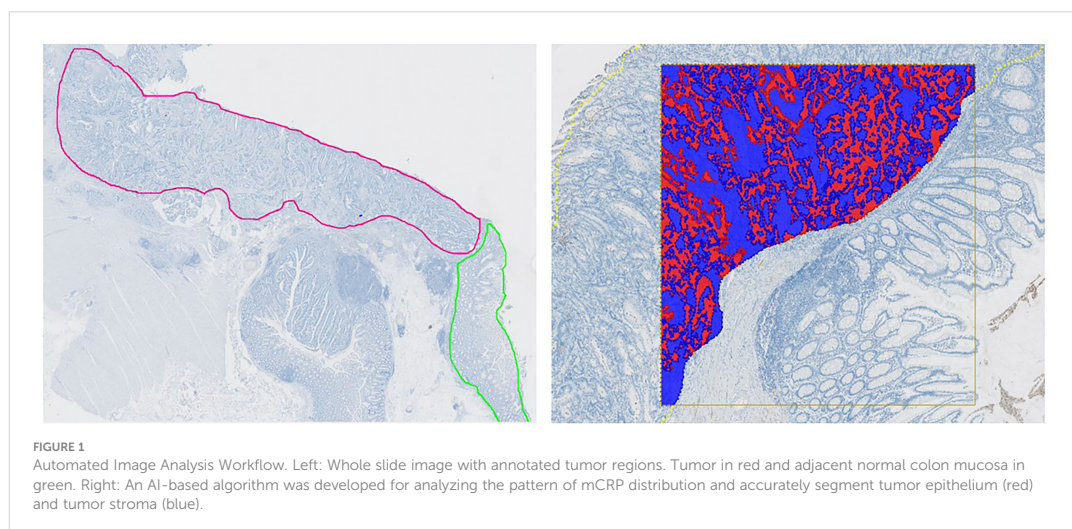 FIGURE 1
Automated Image Analysis Workflow. Left: Whole slide image with annotated tumor regions. Tumor in red and adjacent normal colon mucosa in
green. Right: An AI-based algorithm was developed for analyzing the pattern of mCRP distribution and accurately segment tumor epithelium (red)
and tumor stroma (blue).